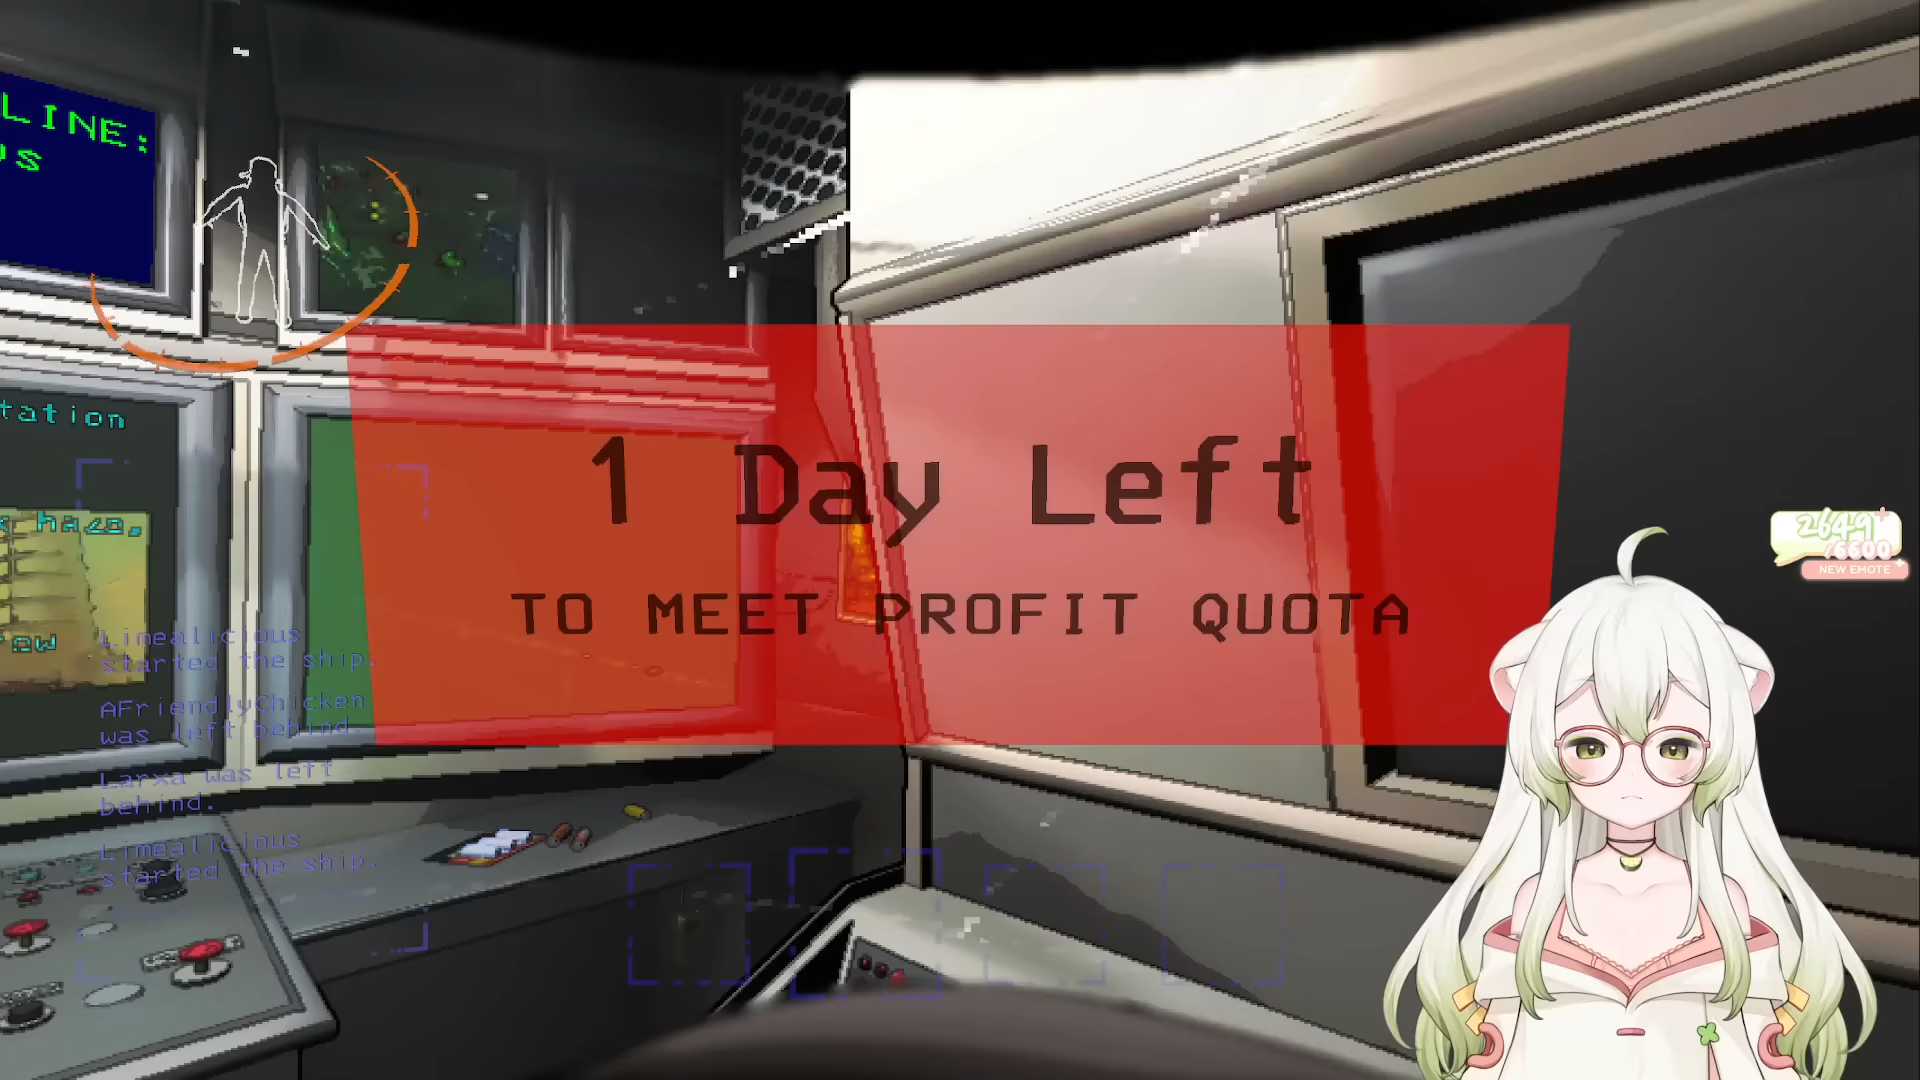 LINE:
1 Day Left
TO MEET PROFIT QUOTA
tation
Limealicious
started the ship.
AFriendlyChicken
was left behind.
Larxa was left
behind.
Limealicious
started the ship.
2649
/6600
NEW EMOTE